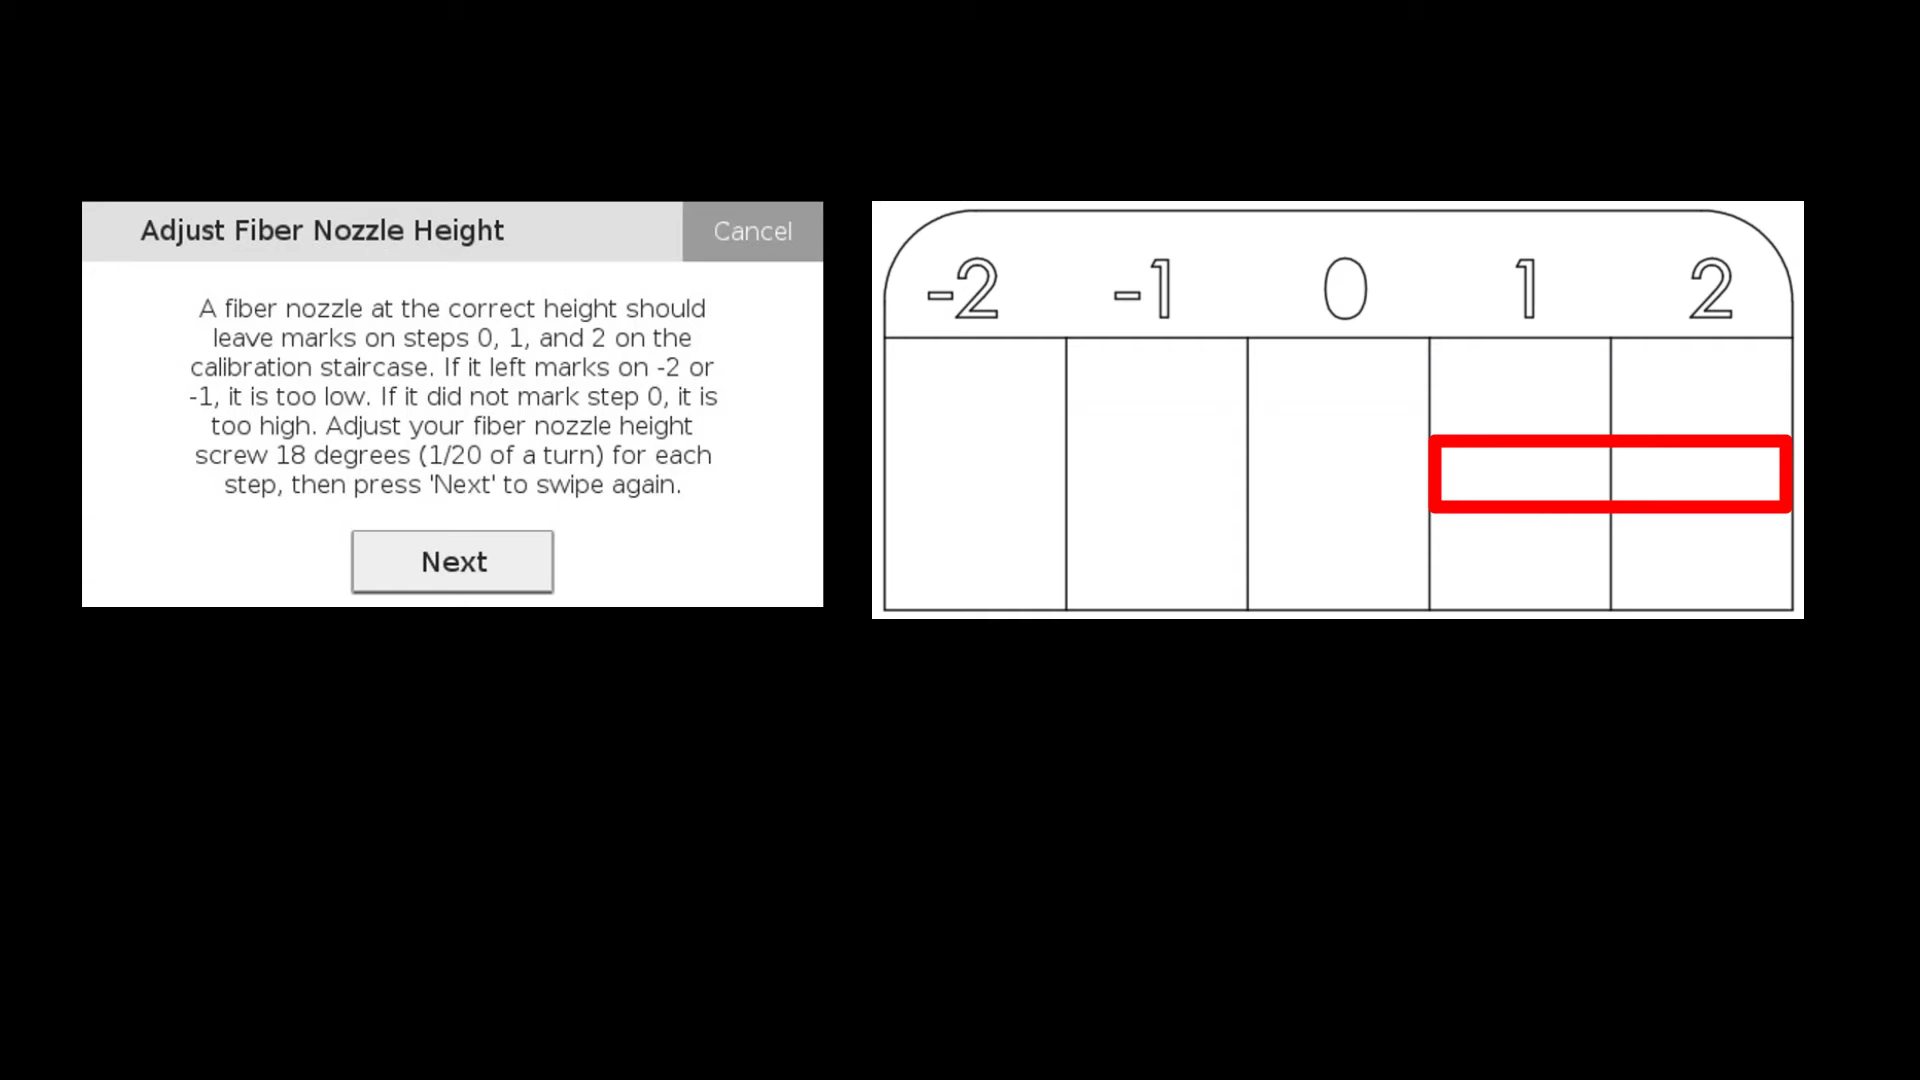 Adjust Fiber Nozzle Height
Cancel
A fiber nozzle at the correct height should
leave marks on steps 0, 1, and 2 on the
calibration staircase. If it left marks on -2 or
-1, it is too low. If it did not mark step 0, it is
too high. Adjust your fiber nozzle height
screw 18 degrees (1/20 of a turn) for each
step, then press 'Next' to swipe again.
Next
-2 -1 0 1 2